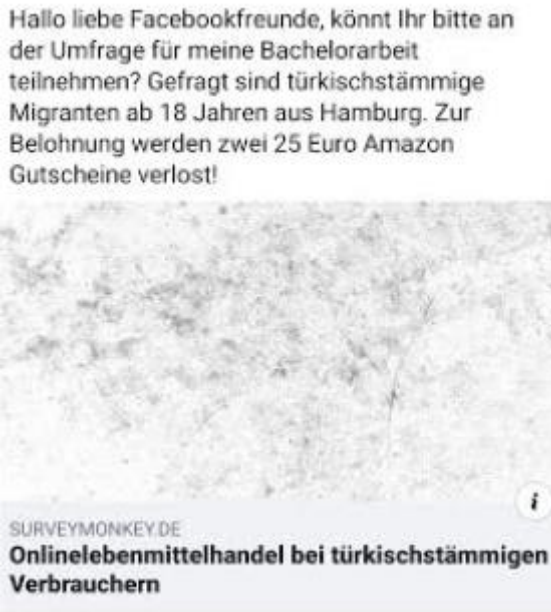 Hallo liebe Facebookfreunde, könnt Ihr bitte an
der Umfrage für meine Bachelorarbeit
teilnehmen? Gefragt sind türkischstämmige
Migranten ab 18 Jahren aus Hamburg. Zur
Belohnung werden zwei 25 Euro Amazon
Gutscheine verlost!
i
SURVEYMONKEY.DE
Onlinelebenmittelhandel bei türkischstämmigen
Verbrauchern